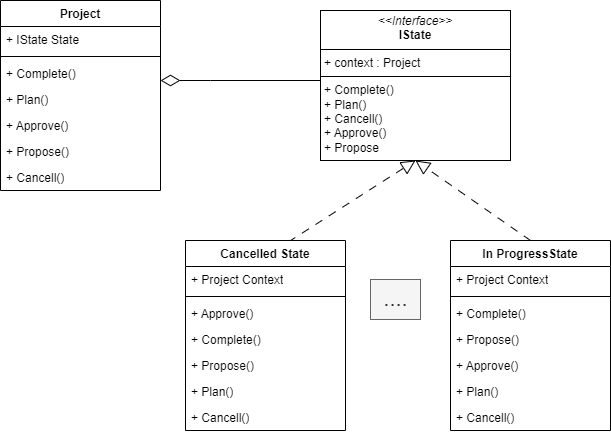 Project
+ IState State
+ Complete()
+ Plan()
+ Approve()
+ Propose()
+ Cancell()
<<Interface>>
IState
+ context : Project
+ Complete()
+ Plan()
+ Cancell()
+ Approve()
+ Propose
Cancelled State
+ Project Context
+ Approve()
+ Complete()
+ Propose()
+ Plan()
+ Cancell()
....
In ProgressState
+ Project Context
+ Complete()
+ Propose()
+ Approve()
+ Plan()
+ Cancell()